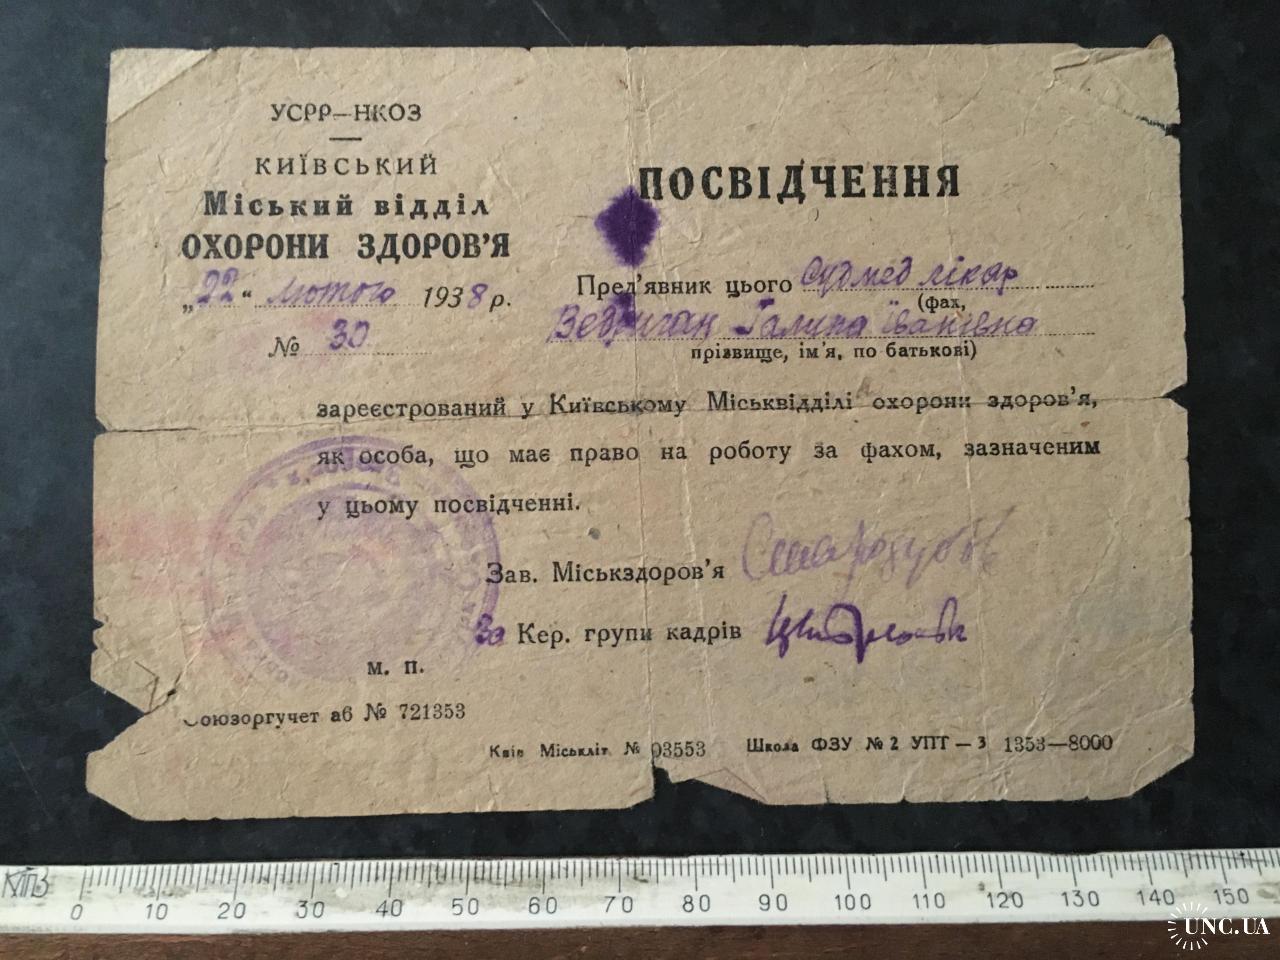 УСРР—НКОЗ
КИЇВСЬКИЙ
Міський відділ
ОХОРОНИ ЗДОРОВ'Я
„22“ лютого 1938 р.
№ 30
ПОСВІДЧЕННЯ
Пред'явник цього Судмед лікар
(фах,
Галина Іванівна
прізвище, ім'я, по батькові)
зареєстрований у Київському Міськвідділі охорони здоров'я,
як особа, що має право на роботу за фахом, зазначеним
у цьому посвідченні.
Зав. Міськздоров'я
За Кер. групи кадрів
м. п.
Союзоргучет аб № 721353
Київ Міськліт № 03553 Школа ФЗУ № 2 УПТ — 3 1353—8000
0 10 20 30 40 50 60 70 80 90 100 110 120 130 140 150
UNC.UA